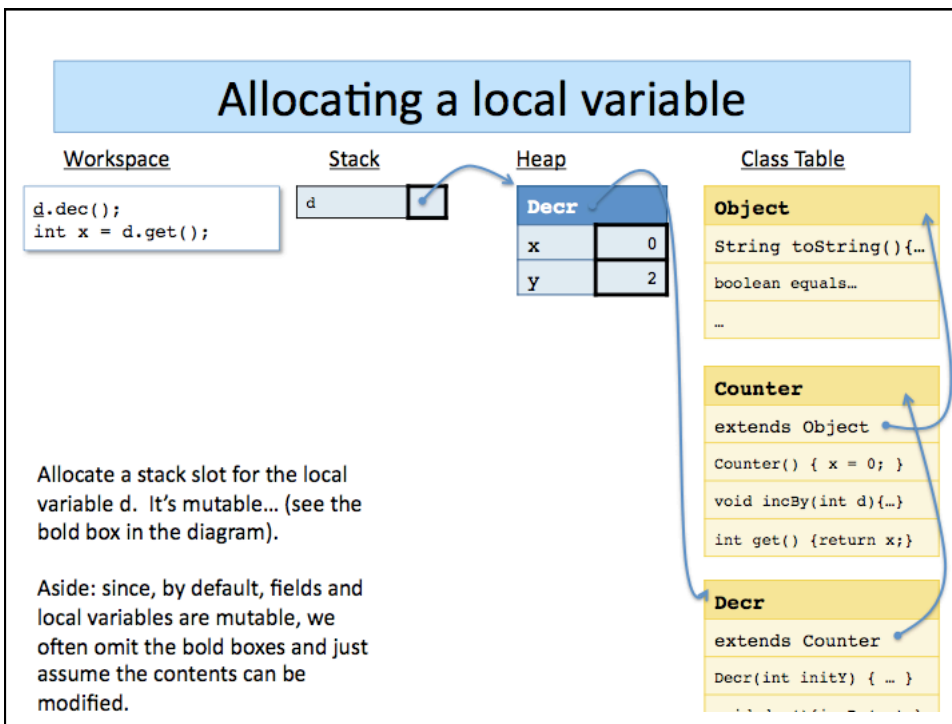 Allocating a local variable
Workspace
Stack
Heap
Class Table
d.dec();
int x = d.get();
d
Decr
x 0
y 2
Object
String toString(){…
boolean equals…
…
Counter
extends Object
Counter() { x = 0; }
void incBy(int d){…}
int get() {return x;}
Decr
extends Counter
Decr(int initY) { … }
Allocate a stack slot for the local
variable d. It's mutable… (see the
bold box in the diagram).
Aside: since, by default, fields and
local variables are mutable, we
often omit the bold boxes and just
assume the contents can be
modified.